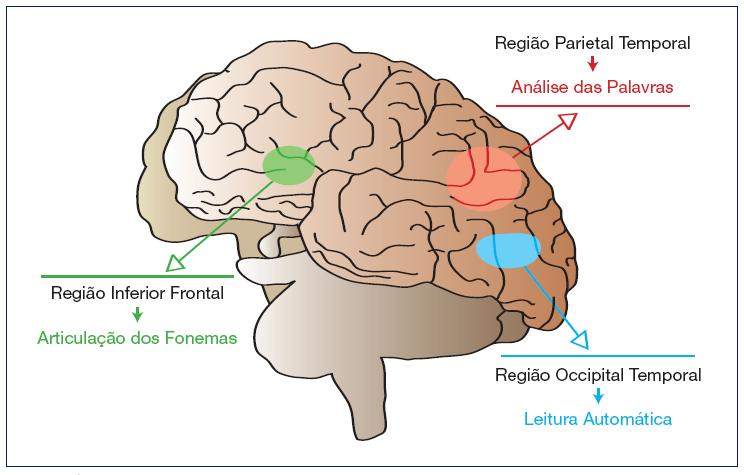 Região Parietal Temporal
Análise das Palavras
Região Inferior Frontal
Articulação dos Fonemas
Região Occipital Temporal
Leitura Automática